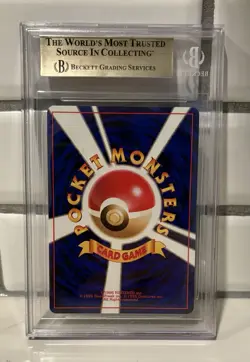 THE WORLD'S MOST TRUSTED
SOURCE IN COLLECTING
BECKETT GRADING SERVICES
POCKET MONSTERS
CARD GAME